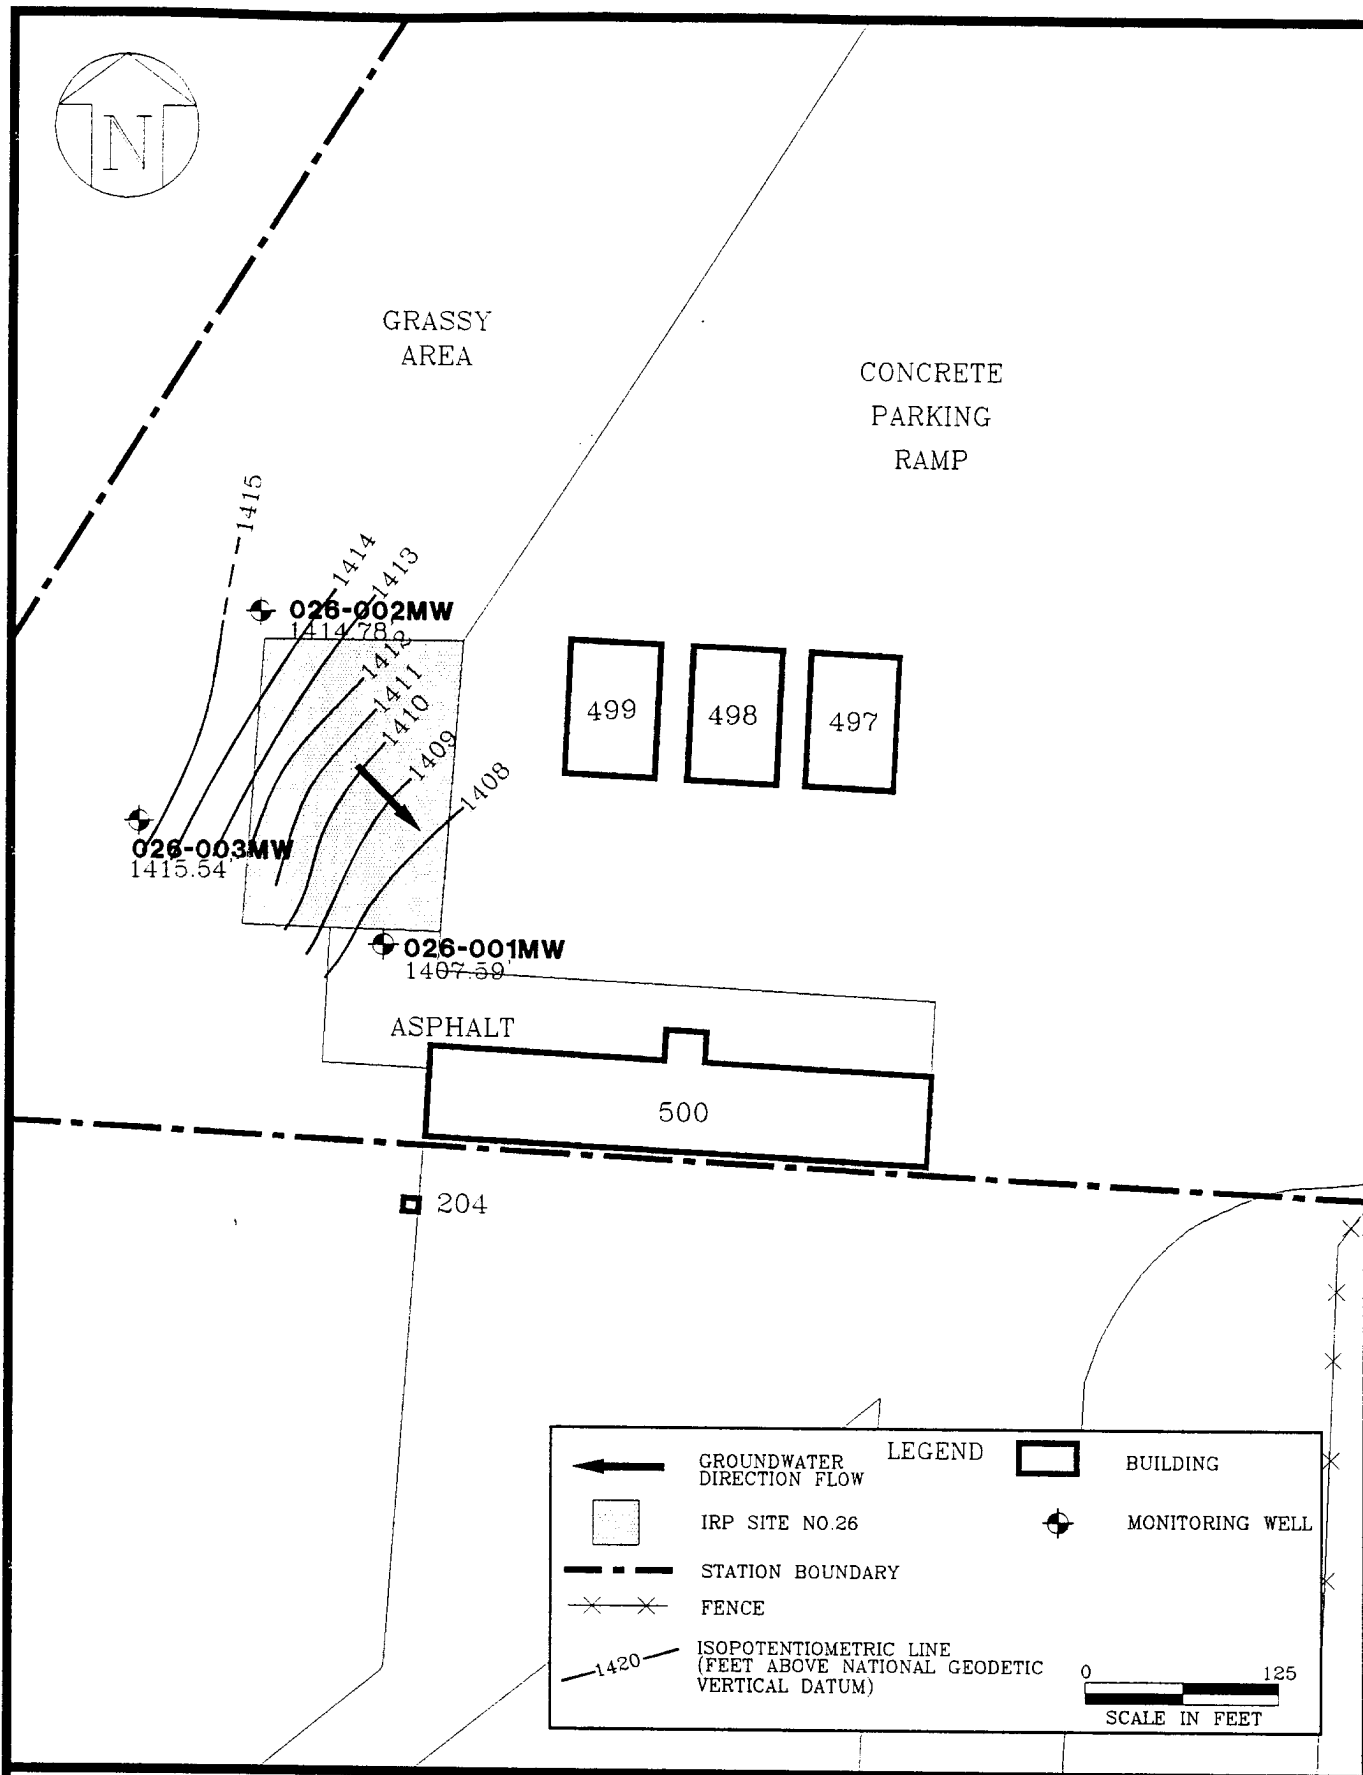 N
GRASSY
AREA
CONCRETE
PARKING
RAMP
1415
1414
1413
026-002MW
1414.78'
1412
1411
1410
1409
1408
499
498
497
026-003MW
1415.54'
026-001MW
1407.59'
ASPHALT
500
204
LEGEND
GROUNDWATER
DIRECTION FLOW
BUILDING
IRP SITE NO.26
MONITORING WELL
STATION BOUNDARY
FENCE
1420
ISOPOTENTIOMETRIC LINE
(FEET ABOVE NATIONAL GEODETIC
VERTICAL DATUM)
0 125
SCALE IN FEET